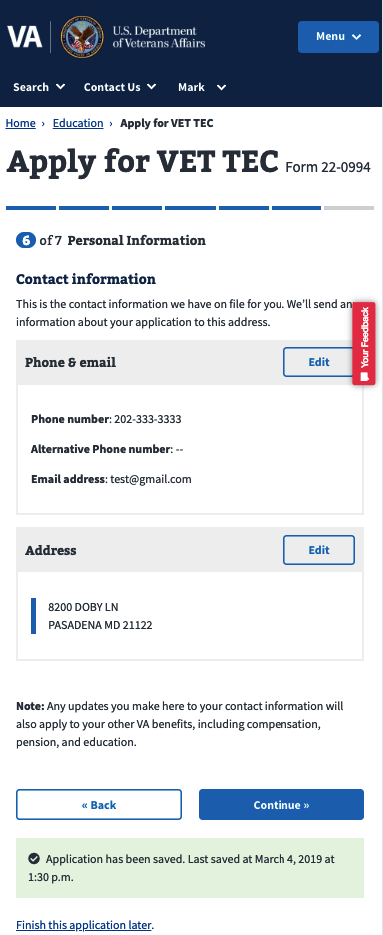 VA
U.S. Department
of Veterans Affairs
Menu
Search
Contact Us
Mark
Home › Education › Apply for VET TEC
Apply for VET TEC Form 22-0994
6 of 7 Personal Information
Contact information
This is the contact information we have on file for you. We'll send an
information about your application to this address.
Your Feedback
Phone & email
Edit
Phone number: 202-333-3333
Alternative Phone number: --
Email address: test@gmail.com
Address
Edit
8200 DOBY LN
PASADENA MD 21122
Note: Any updates you make here to your contact information will
also apply to your other VA benefits, including compensation,
pension, and education.
« Back
Continue »
Application has been saved. Last saved at March 4, 2019 at
1:30 p.m.
Finish this application later.